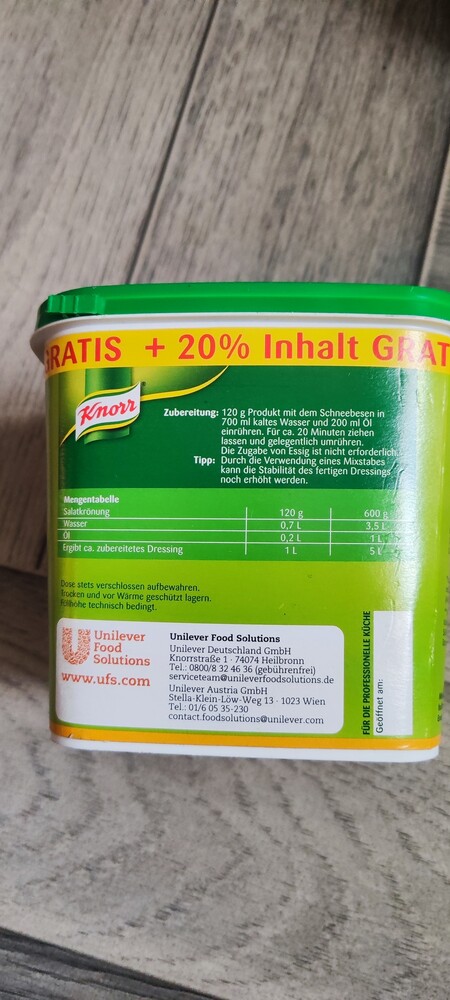 GRATIS + 20% Inhalt GRAT
Knorr
Zubereitung: 120 g Produkt mit dem Schneebesen in
700 ml kaltes Wasser und 200 ml Öl
einrühren. Für ca. 20 Minuten ziehen
lassen und gelegentlich umrühren.
Die Zugabe von Essig ist nicht erforderlich.
Tipp: Durch die Verwendung eines Mixstabes
kann die Stabilität des fertigen Dressings
noch erhöht werden.
Mengentabelle
Salatkrönung 120 g 600 g
Wasser 0,7 L 3,5 L
Öl 0,2 L 1 L
Ergibt ca. zubereitetes Dressing 1 L 5 L
Dose stets verschlossen aufbewahren.
Trocken und vor Wärme geschützt lagern.
Füllhöhe technisch bedingt.
Unilever
Food
Solutions
www.ufs.com
Unilever Food Solutions
Unilever Deutschland GmbH
Knorrstraße 1 · 74074 Heilbronn
Tel.: 0800/8 32 46 36 (gebührenfrei)
serviceteam@unileverfoodsolutions.de
Unilever Austria GmbH
Stella-Klein-Löw-Weg 13 · 1023 Wien
Tel.: 01/6 05 35-230
contact.foodsolutions@unilever.com
FÜR DIE PROFESSIONELLE KÜCHE
Geöffnet am: